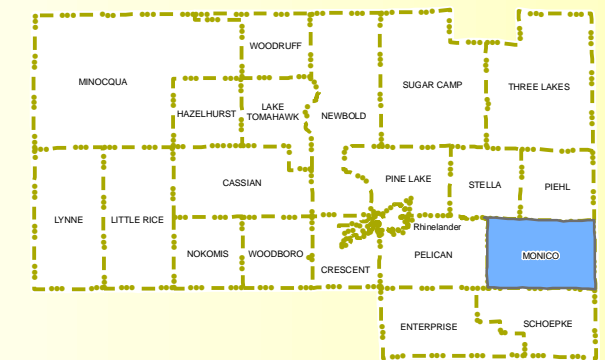 WOODRUFF
MINOCQUA
SUGAR CAMP
THREE LAKES
HAZELHURST
LAKE
TOMAHAWK
NEWBOLD
CASSIAN
PINE LAKE
STELLA
PIEHL
LYNNE
LITTLE RICE
Rhinelander
NOKOMIS
WOODBORO
CRESCENT
PELICAN
MONICO
ENTERPRISE
SCHOEPKE